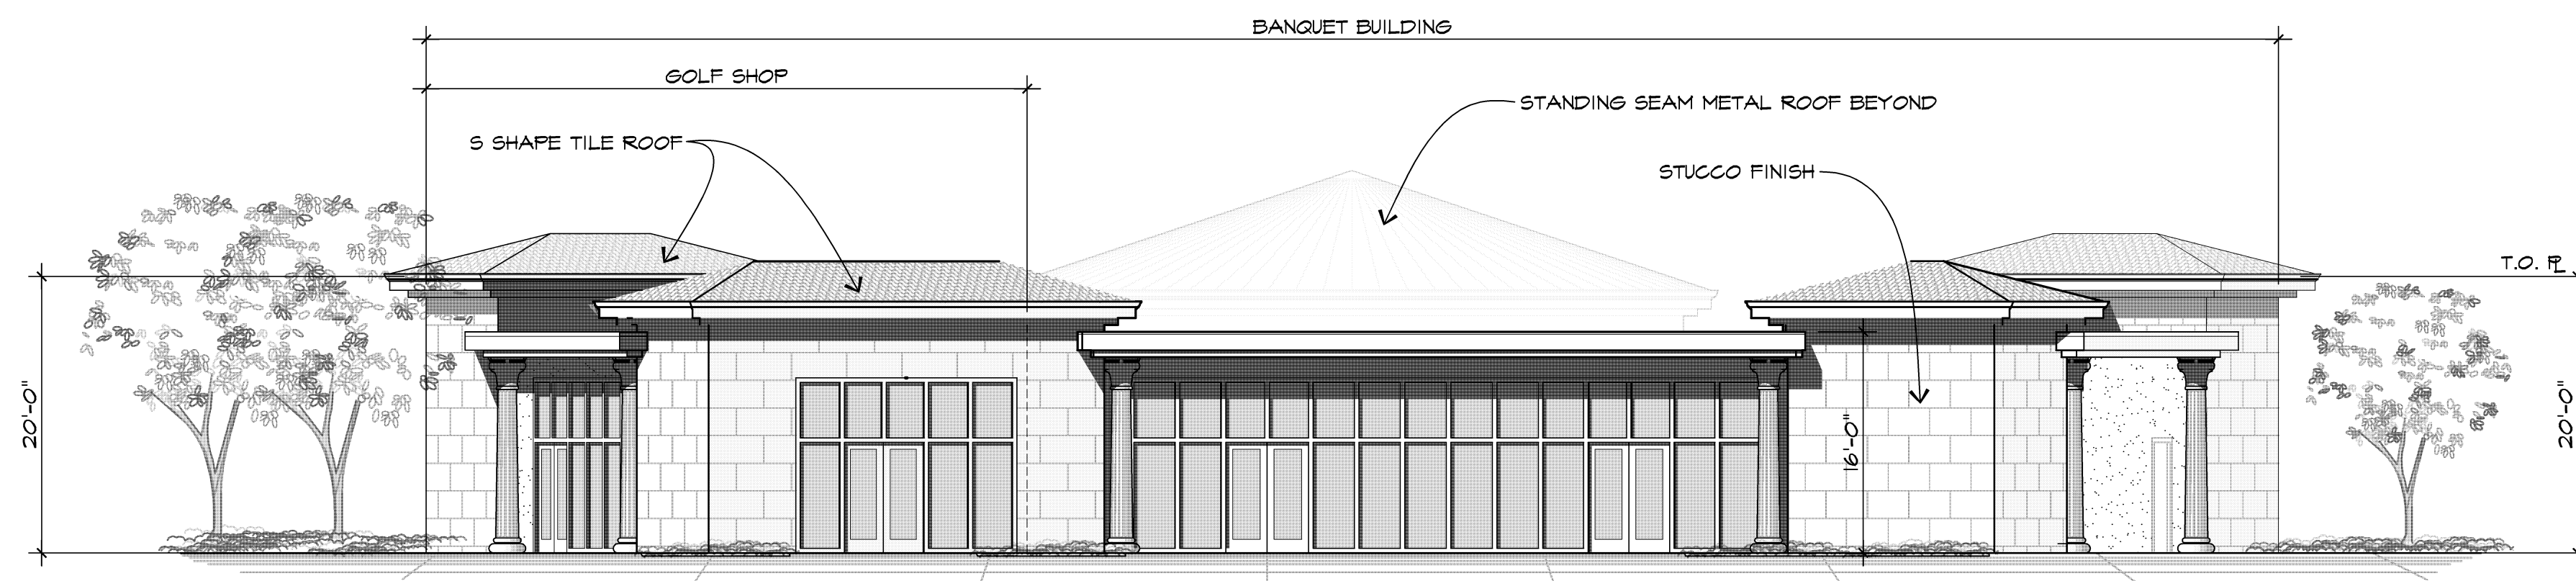 BANQUET BUILDING
GOLF SHOP
STANDING SEAM METAL ROOF BEYOND
S SHAPE TILE ROOF
STUCCO FINISH
T.O. PL
20'-0"
16'-0"
20'-0"